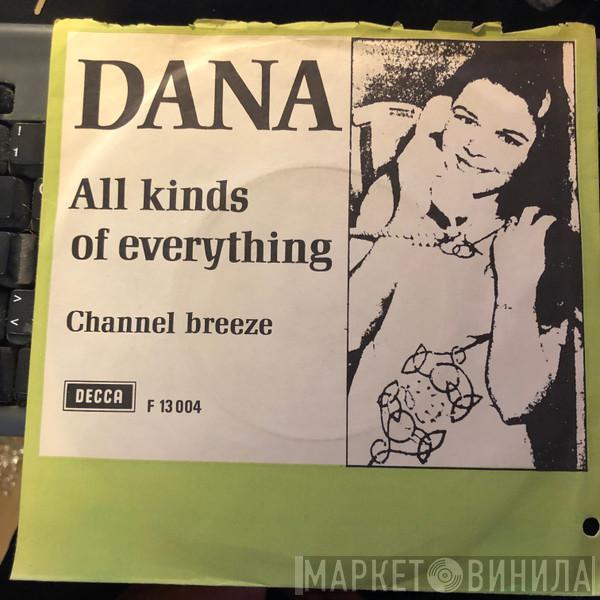 DANA
All kinds
of everything
Channel breeze
DECCA F 13 004
МАРКЕТ ВИНИЛА